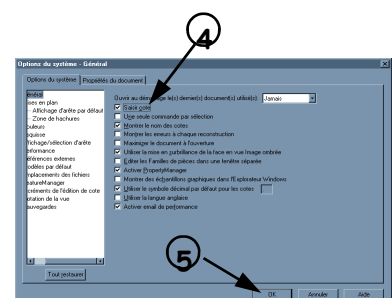 4
Options du système - Général
Options du système
Propriétés du document
Général
ises en plan
Affichage d'arête par défaut
Zone de hachures
ouleurs
squisse
ffichage/sélection d'arête
erformance
éférences externes
odèles par défaut
mplacements des fichiers
eatureManager
créments de l'édition de cote
otation de la vue
auvegardes
Tout restaurer
Ouvrir au démarrage le(s) dernier(s) document(s) utilisé(s): Jamais
Saisir cote
Une seule commande par sélection
Montrer le nom des cotes
Montrer les erreurs à chaque reconstruction
Maximiser le document à l'ouverture
Utiliser la mise en surbrillance de la face en vue Image ombrée
Editer les Familles de pièces dans une fenêtre séparée
Activer PropertyManager
Montrer des échantillons graphiques dans l'Explorateur Windows
Utiliser le symbole décimal par défaut pour les cotes
Utiliser la langue anglaise
Activer email de performance
5
OK
Annuler
Aide